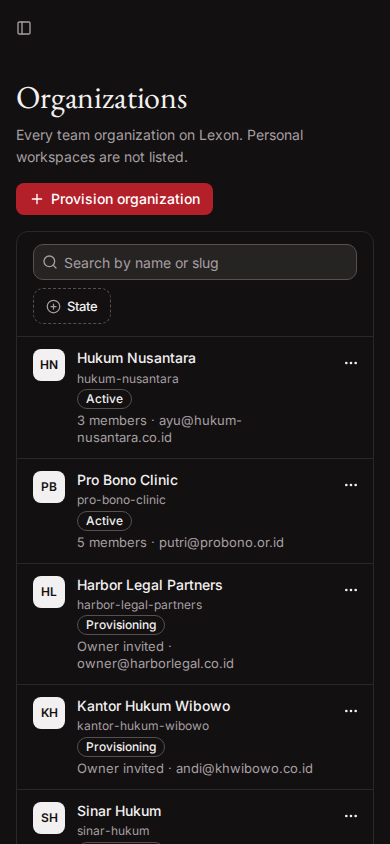 Organizations
Every team organization on Lexon. Personal
workspaces are not listed.
Provision organization
Search by name or slug
State
HN
Hukum Nusantara
hukum-nusantara
Active
3 members · ayu@hukum-
nusantara.co.id
PB
Pro Bono Clinic
pro-bono-clinic
Active
5 members · putri@probono.or.id
HL
Harbor Legal Partners
harbor-legal-partners
Provisioning
Owner invited ·
owner@harborlegal.co.id
KH
Kantor Hukum Wibowo
kantor-hukum-wibowo
Provisioning
Owner invited · andi@khwibowo.co.id
SH
Sinar Hukum
sinar-hukum